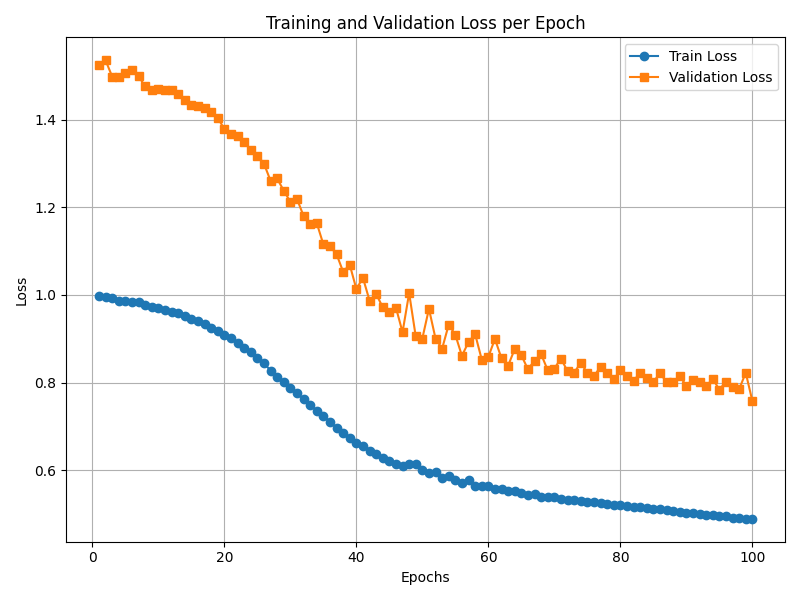 Training and Validation Loss per Epoch
Train Loss
Validation Loss
1.4
1.2
1.0
0.8
0.6
Loss
0 20 40 60 80 100
Epochs